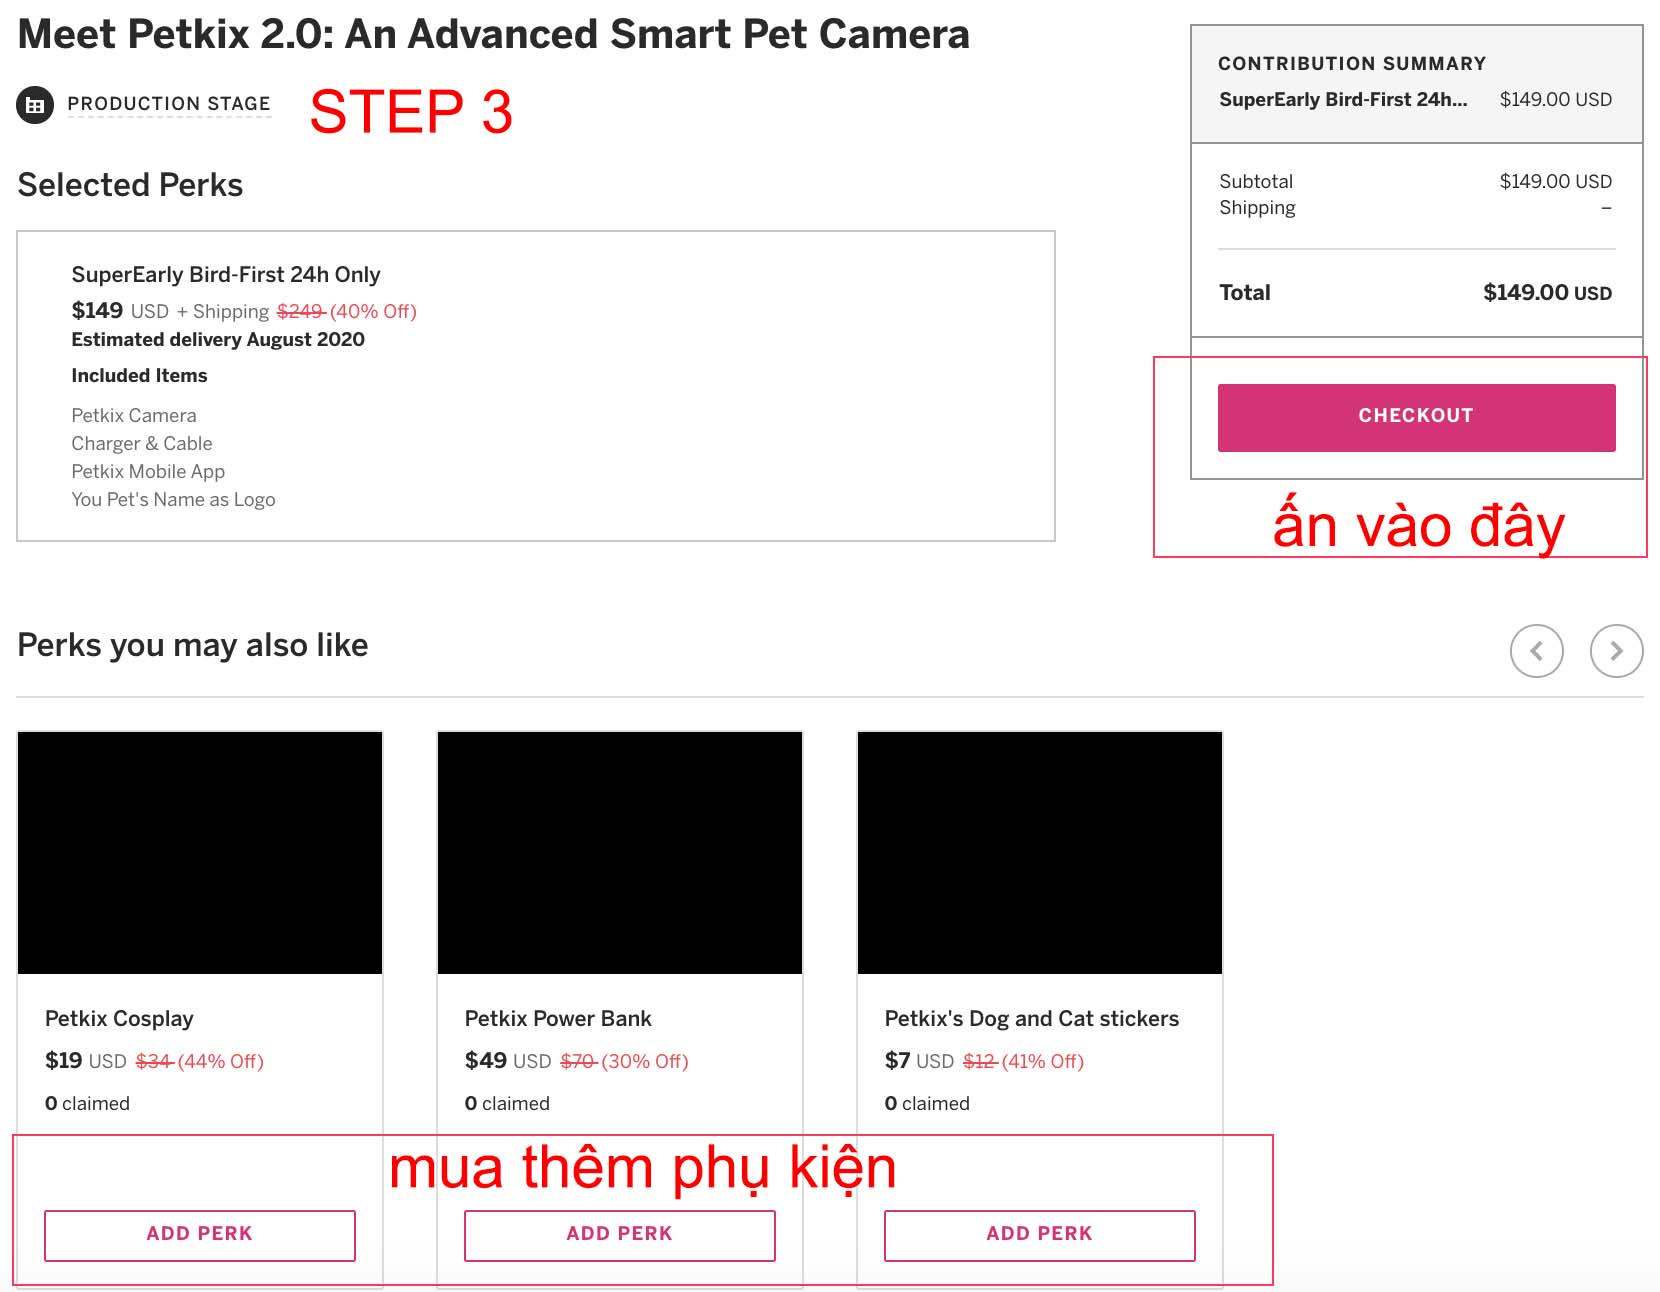 Meet Petkix 2.0: An Advanced Smart Pet Camera
PRODUCTION STAGE
STEP 3
Selected Perks
SuperEarly Bird-First 24h Only
$149 USD + Shipping $249 (40% Off)
Estimated delivery August 2020
Included Items
Petkix Camera
Charger & Cable
Petkix Mobile App
You Pet's Name as Logo
CONTRIBUTION SUMMARY
SuperEarly Bird-First 24h... $149.00 USD
Subtotal $149.00 USD
Shipping –
Total $149.00 USD
CHECKOUT
ấn vào đây
Perks you may also like
Petkix Cosplay
$19 USD $34 (44% Off)
0 claimed
Petkix Power Bank
$49 USD $70 (30% Off)
0 claimed
Petkix's Dog and Cat stickers
$7 USD $12 (41% Off)
0 claimed
mua thêm phụ kiện
ADD PERK
ADD PERK
ADD PERK